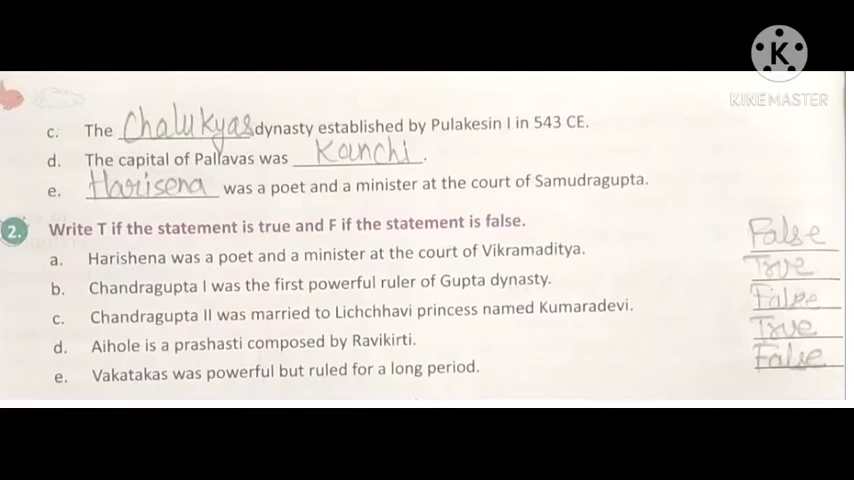 K
KINEMASTER
c. The Chalukyas dynasty established by Pulakesin I in 543 CE.
d. The capital of Pallavas was Kanchi.
e. Harisena was a poet and a minister at the court of Samudragupta.
2. Write T if the statement is true and F if the statement is false.
a. Harishena was a poet and a minister at the court of Vikramaditya. False
b. Chandragupta I was the first powerful ruler of Gupta dynasty. True
c. Chandragupta II was married to Lichchhavi princess named Kumaradevi. False
d. Aihole is a prashasti composed by Ravikirti. True
e. Vakatakas was powerful but ruled for a long period. False